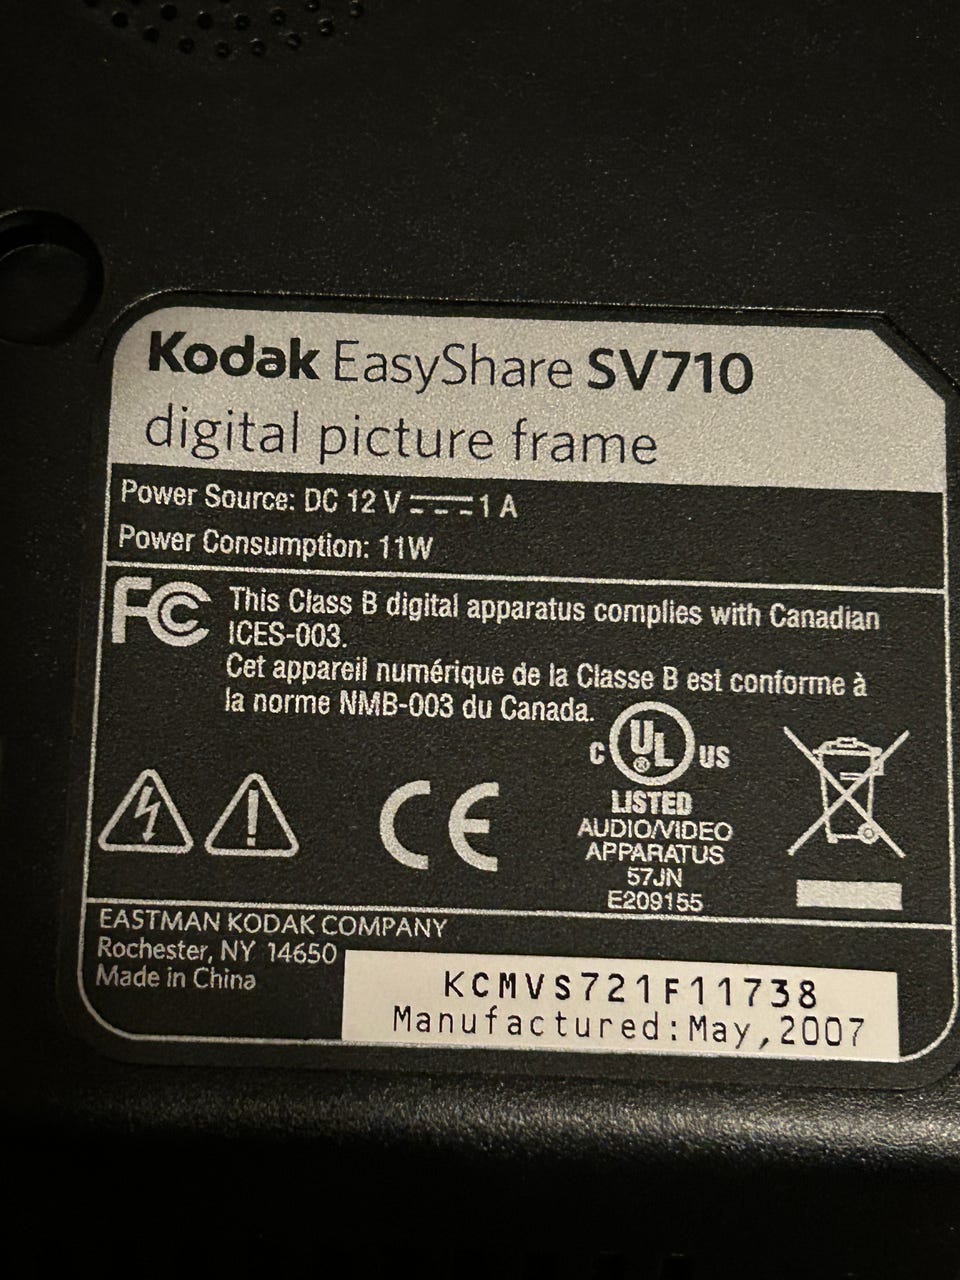 Kodak EasyShare SV710
digital picture frame
Power Source: DC 12 V ⎓ 1 A
Power Consumption: 11W
FC This Class B digital apparatus complies with Canadian
ICES-003.
Cet appareil numérique de la Classe B est conforme à
la norme NMB-003 du Canada.
C UL ® US
LISTED
AUDIO/VIDEO
APPARATUS
57JN
E209155
CE
EASTMAN KODAK COMPANY
Rochester, NY 14650
Made in China
KCMVS721F11738
Manufactured:May,2007